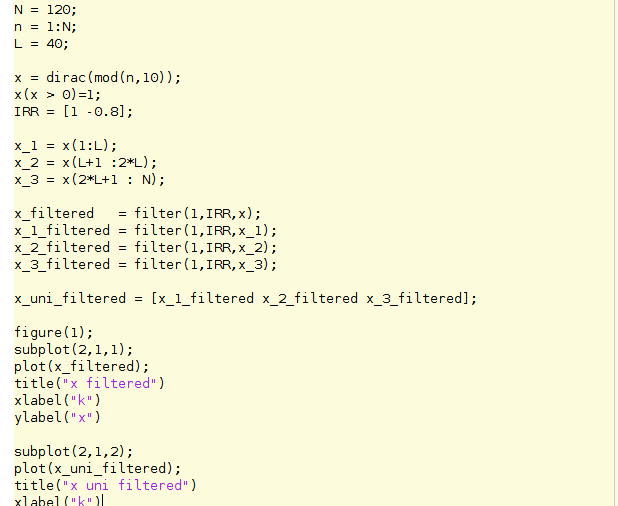 N = 120;
n = 1:N;
L = 40;
x = dirac(mod(n,10));
x(x > 0)=1;
IRR = [1 -0.8];
x_1 = x(1:L);
x_2 = x(L+1 :2*L);
x_3 = x(2*L+1 : N);
x_filtered   = filter(1,IRR,x);
x_1_filtered = filter(1,IRR,x_1);
x_2_filtered = filter(1,IRR,x_2);
x_3_filtered = filter(1,IRR,x_3);
x_uni_filtered = [x_1_filtered x_2_filtered x_3_filtered];
figure(1);
subplot(2,1,1);
plot(x_filtered);
title("x filtered")
xlabel("k")
ylabel("x")
subplot(2,1,2);
plot(x_uni_filtered);
title("x uni filtered")
xlabel("k")